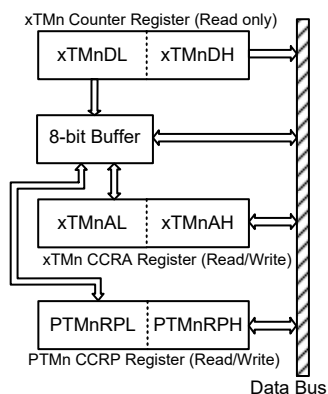 xTMn Counter Register (Read only)
xTMnDL xTMnDH
8-bit Buffer
xTMnAL xTMnAH
xTMn CCRA Register (Read/Write)
PTMnRPL PTMnRPH
PTMn CCRP Register (Read/Write)
Data Bus